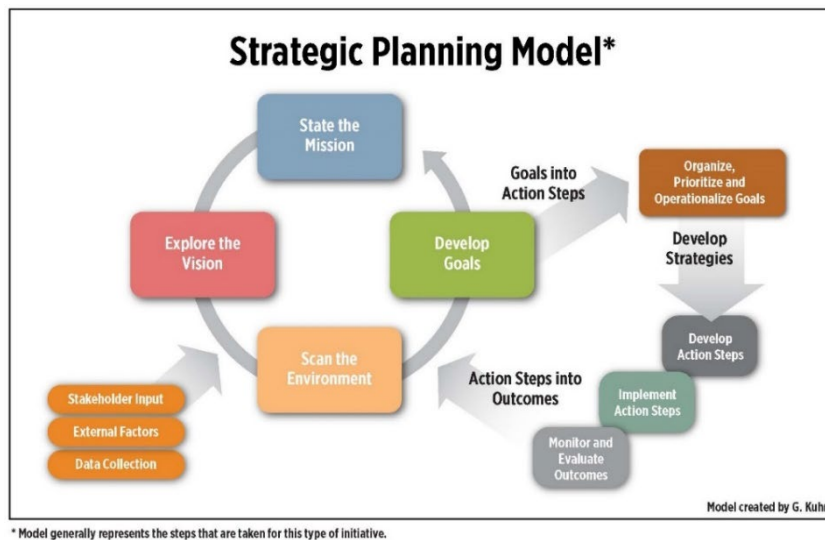 Strategic Planning Model*
State the
Mission
Explore the
Vision
Develop
Goals
Scan the
Environment
Stakeholder Input
External Factors
Data Collection
Goals into
Action Steps
Organize,
Prioritize and
Operationalize Goals
Develop
Strategies
Develop
Action Steps
Implement
Action Steps
Monitor and
Evaluate
Outcomes
Action Steps into
Outcomes
Model created by G. Kuhn
* Model generally represents the steps that are taken for this type of initiative.